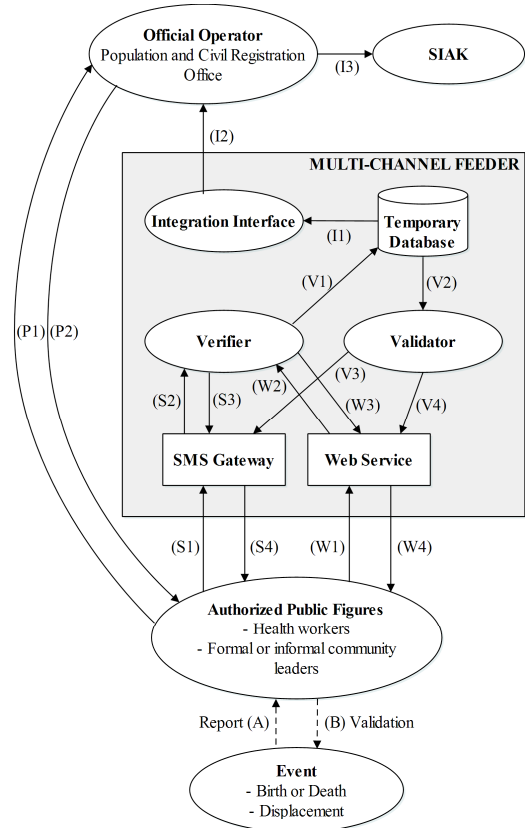 Official Operator
Population and Civil Registration
Office
SIAK
(I3)
(I2)
MULTI-CHANNEL FEEDER
Integration Interface
Temporary
Database
(I1)
(V1)
(V2)
(P1)
(P2)
Verifier
Validator
(V3)
(S2)
(S3)
(W2)
(W3)
(V4)
SMS Gateway
Web Service
(S1)
(S4)
(W1)
(W4)
Authorized Public Figures
- Health workers
- Formal or informal community
leaders
Report (A)
(B) Validation
Event
- Birth or Death
- Displacement